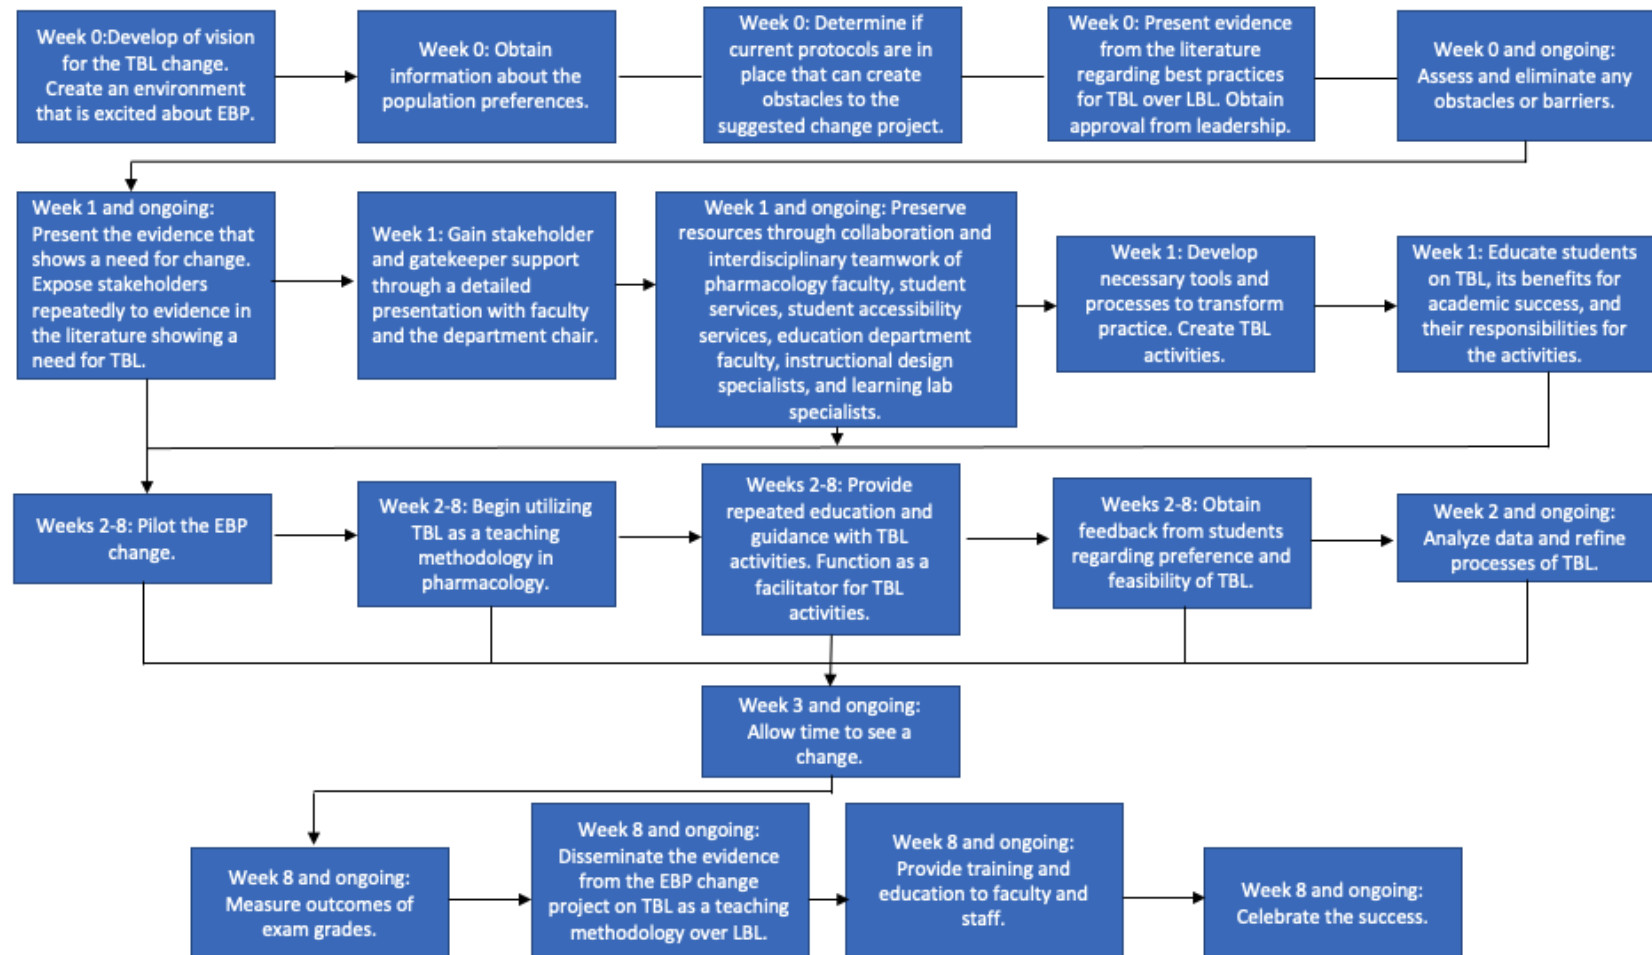 Week 0:Develop of vision
for the TBL change.
Create an environment
that is excited about EBP.
Week 0: Obtain
information about the
population preferences.
Week 0: Determine if
current protocols are in
place that can create
obstacles to the
suggested change project.
Week 0: Present evidence
from the literature
regarding best practices
for TBL over LBL. Obtain
approval from leadership.
Week 0 and ongoing:
Assess and eliminate any
obstacles or barriers.
Week 1 and ongoing:
Present the evidence that
shows a need for change.
Expose stakeholders
repeatedly to evidence in
the literature showing a
need for TBL.
Week 1: Gain stakeholder
and gatekeeper support
through a detailed
presentation with faculty
and the department chair.
Week 1 and ongoing: Preserve
resources through collaboration and
interdisciplinary teamwork of
pharmacology faculty, student
services, student accessibility
services, education department
faculty, instructional design
specialists, and learning lab
specialists.
Week 1: Develop
necessary tools and
processes to transform
practice. Create TBL
activities.
Week 1: Educate students
on TBL, its benefits for
academic success, and
their responsibilities for
the activities.
Weeks 2-8: Pilot the EBP
change.
Week 2-8: Begin utilizing
TBL as a teaching
methodology in
pharmacology.
Weeks 2-8: Provide
repeated education and
guidance with TBL
activities. Function as a
facilitator for TBL
activities.
Weeks 2-8: Obtain
feedback from students
regarding preference and
feasibility of TBL.
Week 2 and ongoing:
Analyze data and refine
processes of TBL.
Week 3 and ongoing:
Allow time to see a
change.
Week 8 and ongoing:
Measure outcomes of
exam grades.
Week 8 and ongoing:
Disseminate the evidence
from the EBP change
project on TBL as a teaching
methodology over LBL.
Week 8 and ongoing:
Provide training and
education to faculty and
staff.
Week 8 and ongoing:
Celebrate the success.